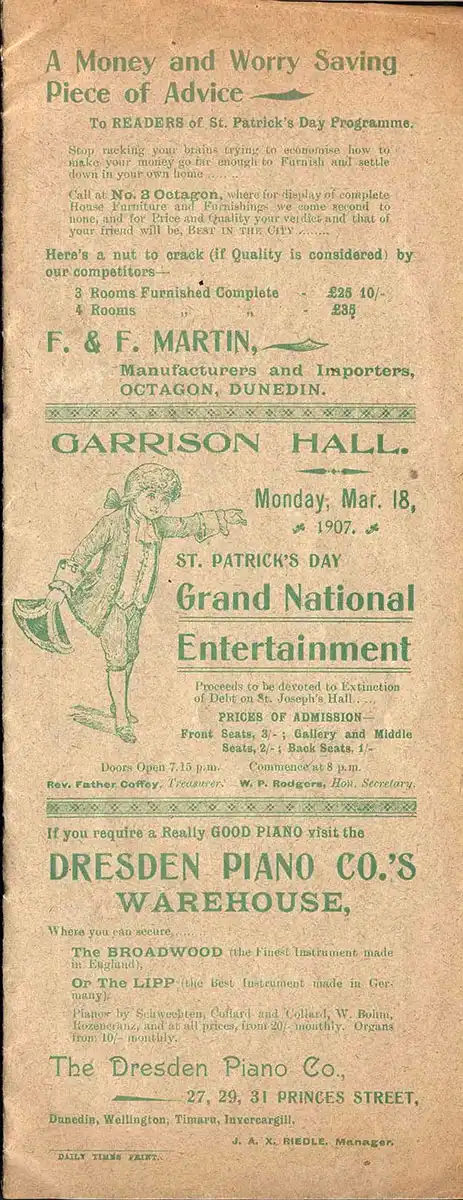 A Money and Worry Saving
Piece of Advice
To READERS of St. Patrick's Day Programme.
Stop racking your brains trying to economise how to
make your money go far enough to Furnish and settle
down in your own home .......
Call at No. 3 Octagon, where for display of complete
House Furniture and Furnishings we come second to
none, and for Price and Quality your verdict and that of
your friend will be, BEST IN THE CITY ........
Here's a nut to crack (if Quality is considered) by
our competitors—
3 Rooms Furnished Complete - £25 10/-
4 Rooms „ „ - £35
F. & F. MARTIN,
Manufacturers and Importers,
OCTAGON, DUNEDIN.
GARRISON HALL.
Monday, Mar. 18,
1907.
ST. PATRICK'S DAY
Grand National
Entertainment
Proceeds to be devoted to Extinction
of Debt on St. Joseph's Hall.....
PRICES OF ADMISSION—
Front Seats, 3/- ; Gallery and Middle
Seats, 2/- ; Back Seats, 1/-
Doors Open 7.15 p.m. Commence at 8 p.m.
Rev. Father Coffey, Treasurer. W. P. Rodgers, Hon. Secretary.
If you require a Really GOOD PIANO visit the
DRESDEN PIANO CO.'S
WAREHOUSE,
Where you can secure,.......
The BROADWOOD (the Finest Instrument made
in England),
Or The LIPP (the Best Instrument made in Ger-
many);
Pianos by Schwechten, Collard and Collard, W. Bohm,
Rozeneranz, and at all prices, from 20/- monthly. Organs
from 10/- monthly.
The Dresden Piano Co.,
27, 29, 31 PRINCES STREET,
Dunedin, Wellington, Timaru, Invercargill.
J. A. X. RIEDLE, Manager.
DAILY TIMES PRINT.